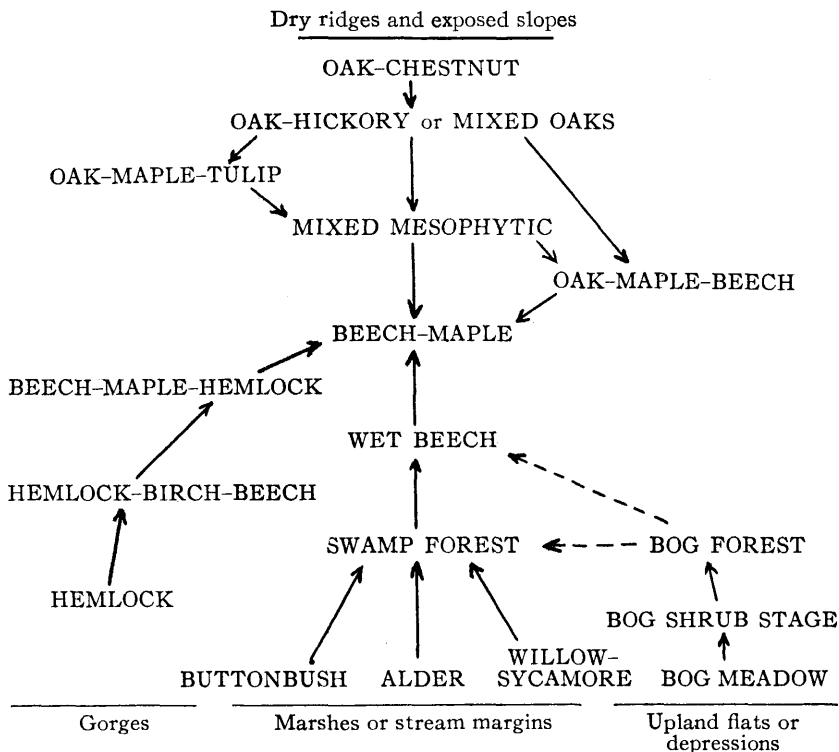 Dry ridges and exposed slopes
OAK–CHESTNUT
OAK–HICKORY or MIXED OAKS
OAK–MAPLE–TULIP
MIXED MESOPHYTIC
OAK–MAPLE–BEECH
BEECH–MAPLE
BEECH–MAPLE–HEMLOCK
WET BEECH
HEMLOCK–BIRCH–BEECH
SWAMP FOREST
BOG FOREST
HEMLOCK
BOG SHRUB STAGE
BUTTONBUSH
ALDER
WILLOW–
SYCAMORE
BOG MEADOW
Gorges
Marshes or stream margins
Upland flats or
depressions